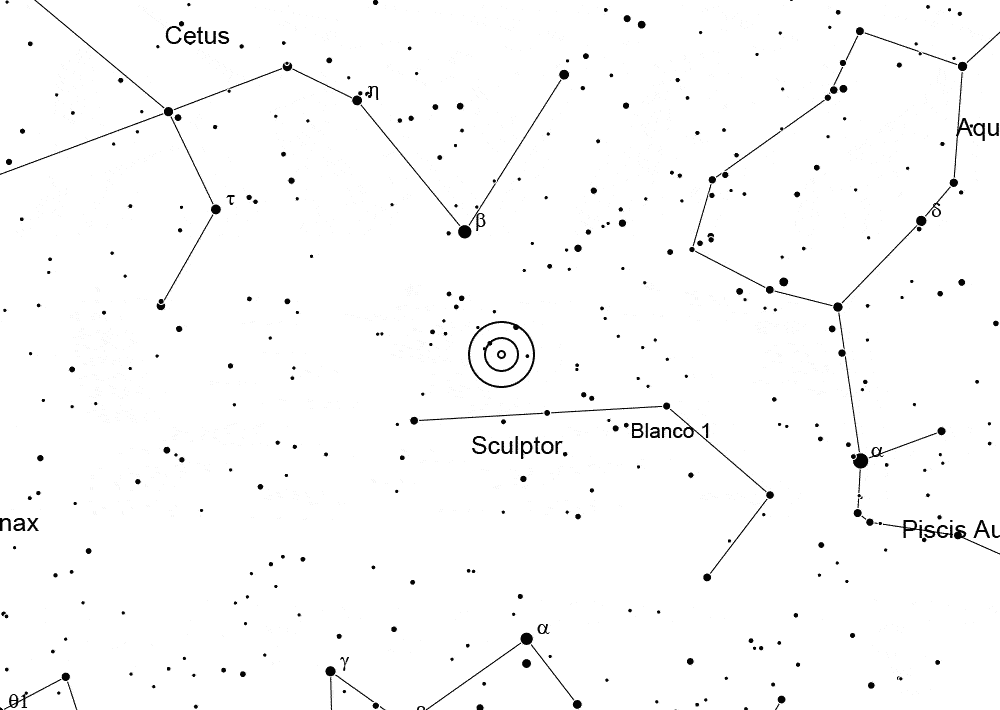 Cetus
η
Aqu
τ
β
δ
Sculptor
Blanco 1
α
nax
Piscis Au
α
γ
θ1